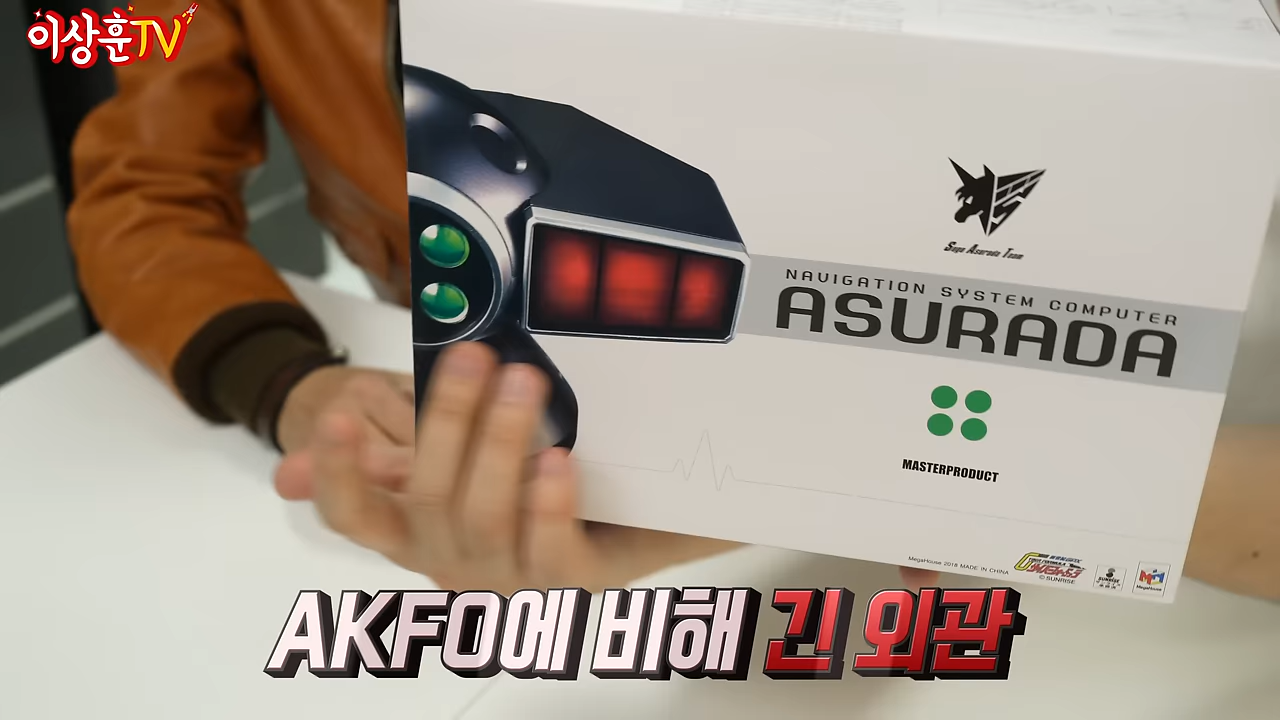 이상훈TV
Sugo Asurada Team
NAVIGATION SYSTEM COMPUTER
ASURADA
MASTERPRODUCT
MegaHouse 2018 MADE IN CHINA
©SUNRISE
MegaHouse
AKF0에 비해 긴 외관